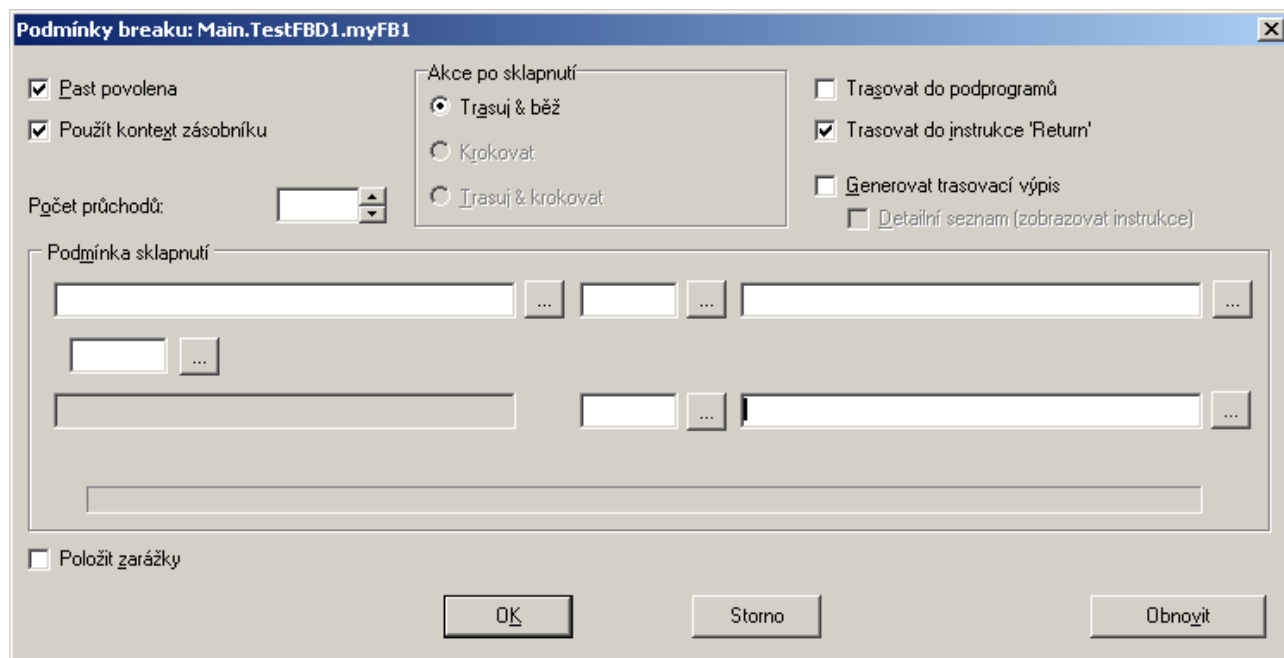 Podmínky breaku: Main.TestFBD1.myFB1
Past povolena
Použít kontext zásobníku
Počet průchodů:
Akce po sklapnutí
Trasuj & běž
Krokovat
Trasuj & krokovat
Trasovat do podprogramů
Trasovat do instrukce 'Return'
Generovat trasovací výpis
Detailní seznam (zobrazovat instrukce)
Podmínka sklapnutí
... ... ...
...
... ...
Položit zarážky
OK Storno Obnovit